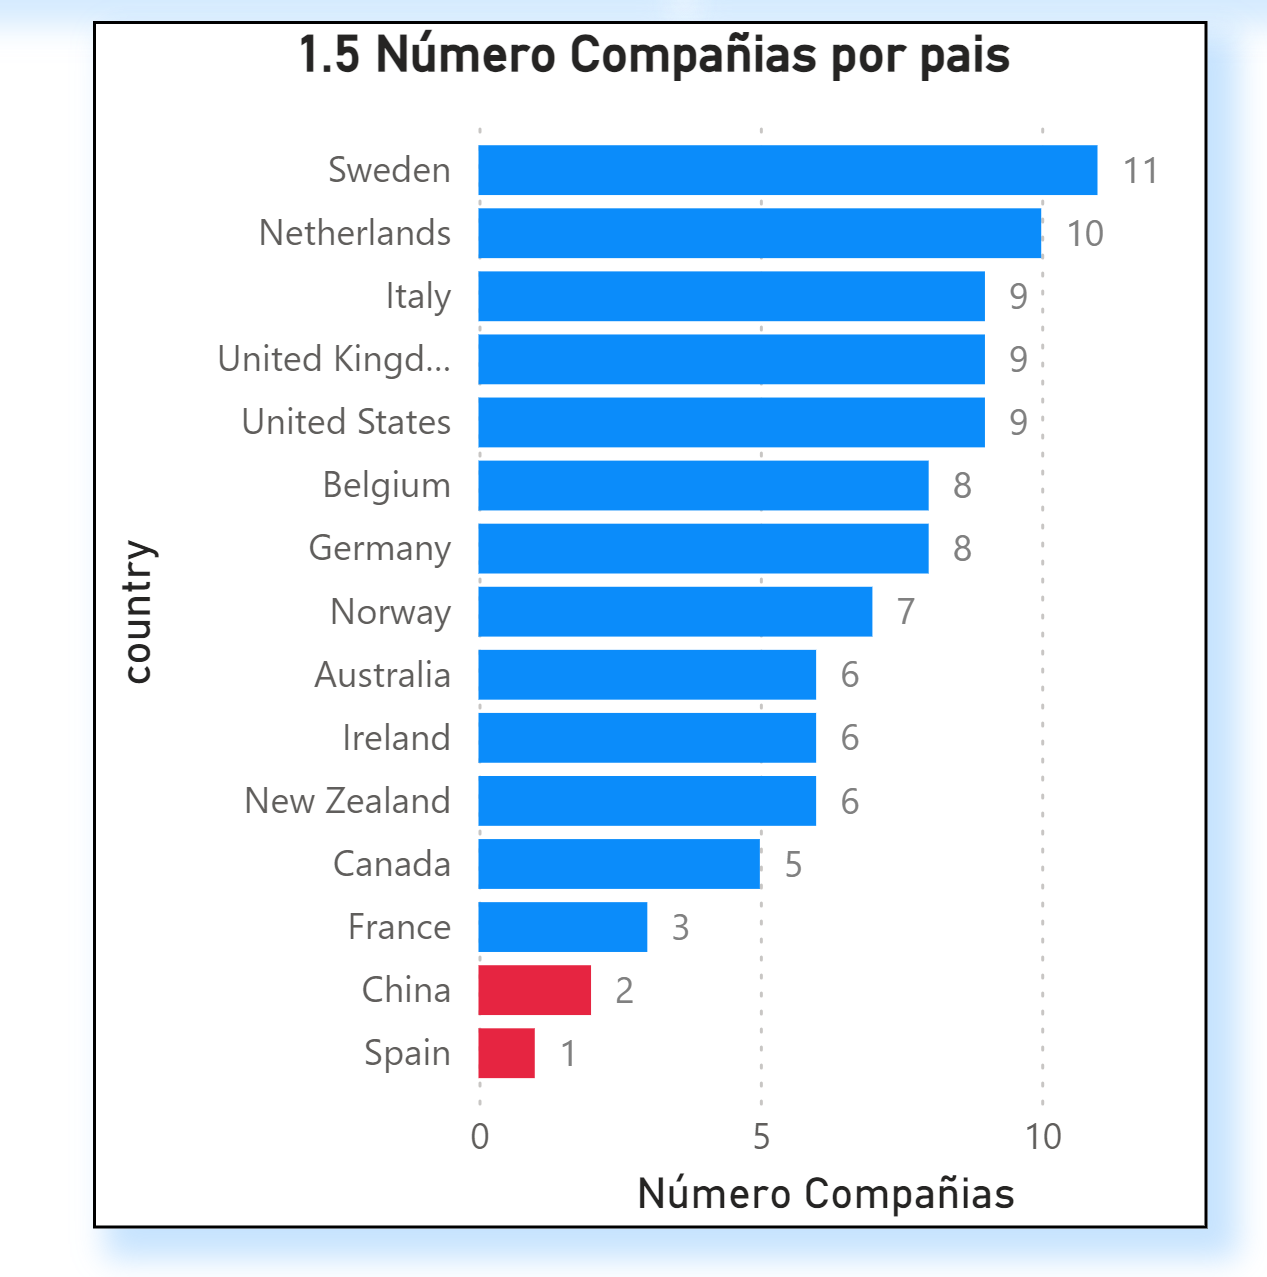 1.5 Número Compañias por pais
Sweden 11
Netherlands 10
Italy 9
United Kingd... 9
United States 9
Belgium 8
Germany 8
Norway 7
Australia 6
Ireland 6
New Zealand 6
Canada 5
France 3
China 2
Spain 1
country
0 5 10
Número Compañias